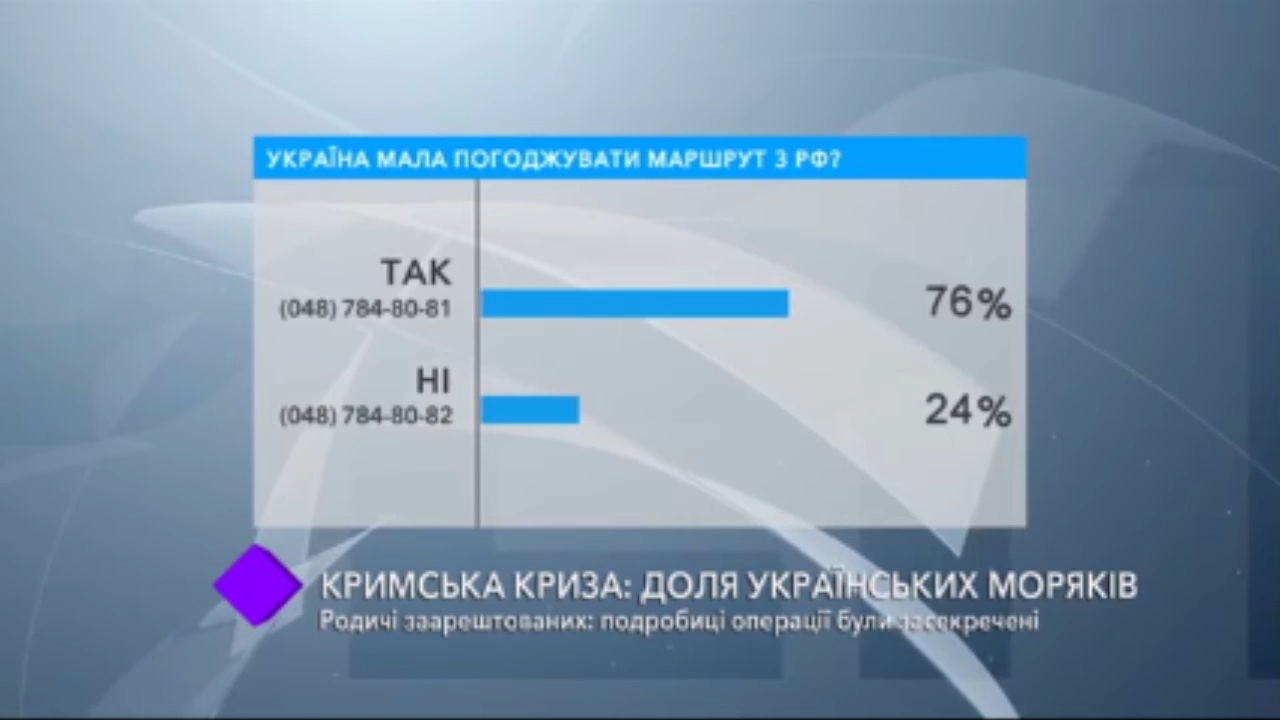 УКРАЇНА МАЛА ПОГОДЖУВАТИ МАРШРУТ З РФ?
ТАК
(048) 784-80-81
76%
НІ
(048) 784-80-82
24%
КРИМСЬКА КРИЗА: ДОЛЯ УКРАЇНСЬКИХ МОРЯКІВ
Родичі заарештованих: подробиці операції були засекречені